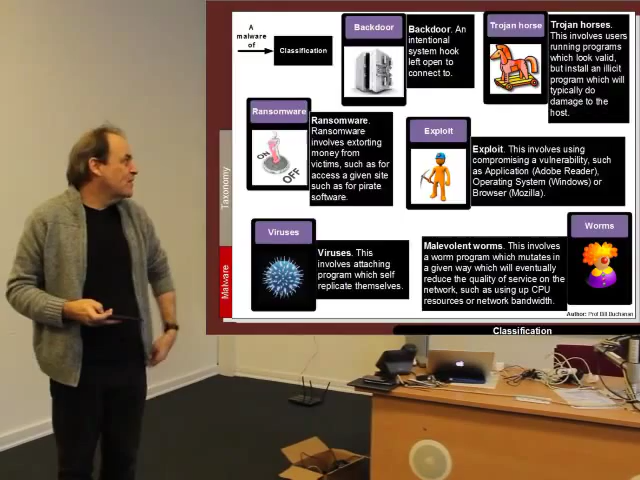 A
malware
of
Classification
Backdoor
Backdoor. An
intentional
system hook
left open to
connect to.
Trojan horse
Trojan horses.
This involves users
running programs
which look valid,
but install an illicit
program which will
typically do
damage to the
host.
Ransomware
ON
OFF
Ransomware.
Ransomware
involves extorting
money from
victims, such as for
access a given site
such as for pirate
software.
Exploit
Exploit. This involves using
compromising a vulnerability, such
as Application (Adobe Reader),
Operating System (Windows) or
Browser (Mozilla).
Taxonomy
Malware
Viruses
Viruses. This
involves attaching
program which self
replicate themselves.
Malevolent worms. This involves
a worm program which mutates in
a given way which will eventually
reduce the quality of service on the
network, such as using up CPU
resources or network bandwidth.
Worms
Author: Prof Bill Buchanan
Classification